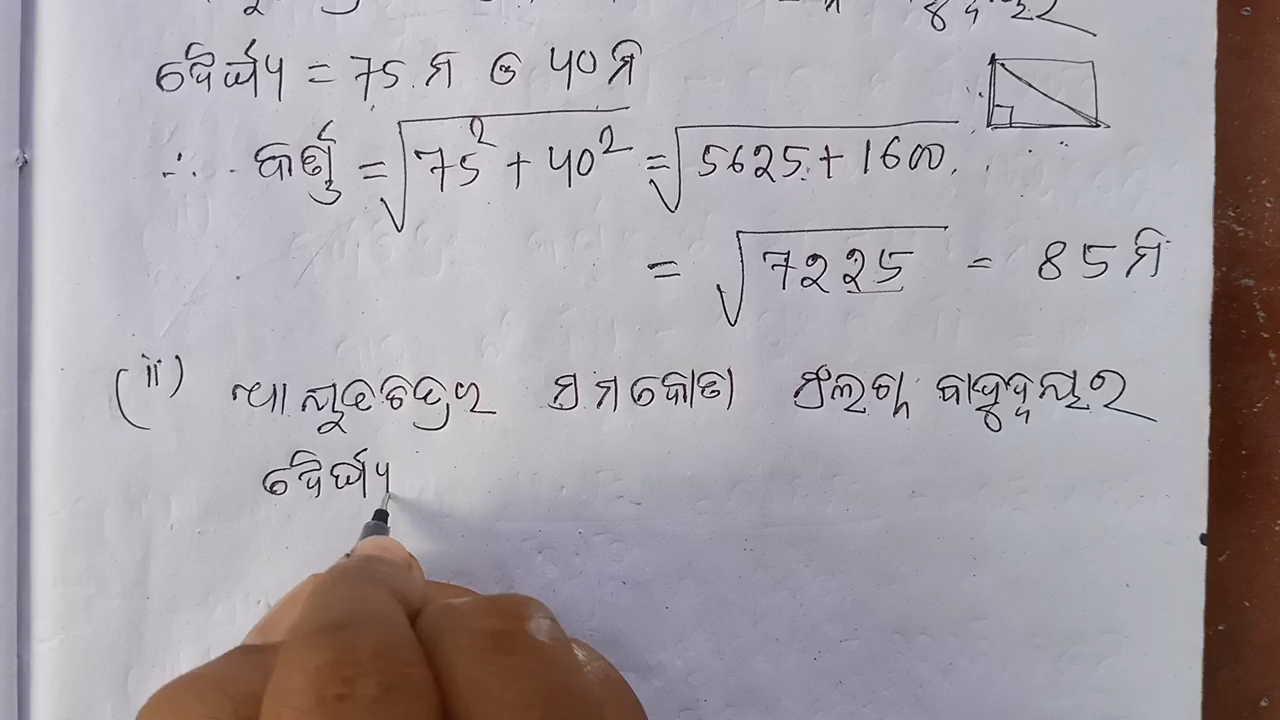 ଦୈର୍ଘ୍ୟ = 75 ମି ଓ 40 ମି
∴ କର୍ଣ୍ଣ = √75² + 40² = √5625 + 1600
= √7225 = 85 ମି
(ii) ଆୟତଚିତ୍ରର ସମକୋଣ ସଂଲଗ୍ନ ବାହୁଦ୍ୱୟର
ଦୈର୍ଘ୍ୟ